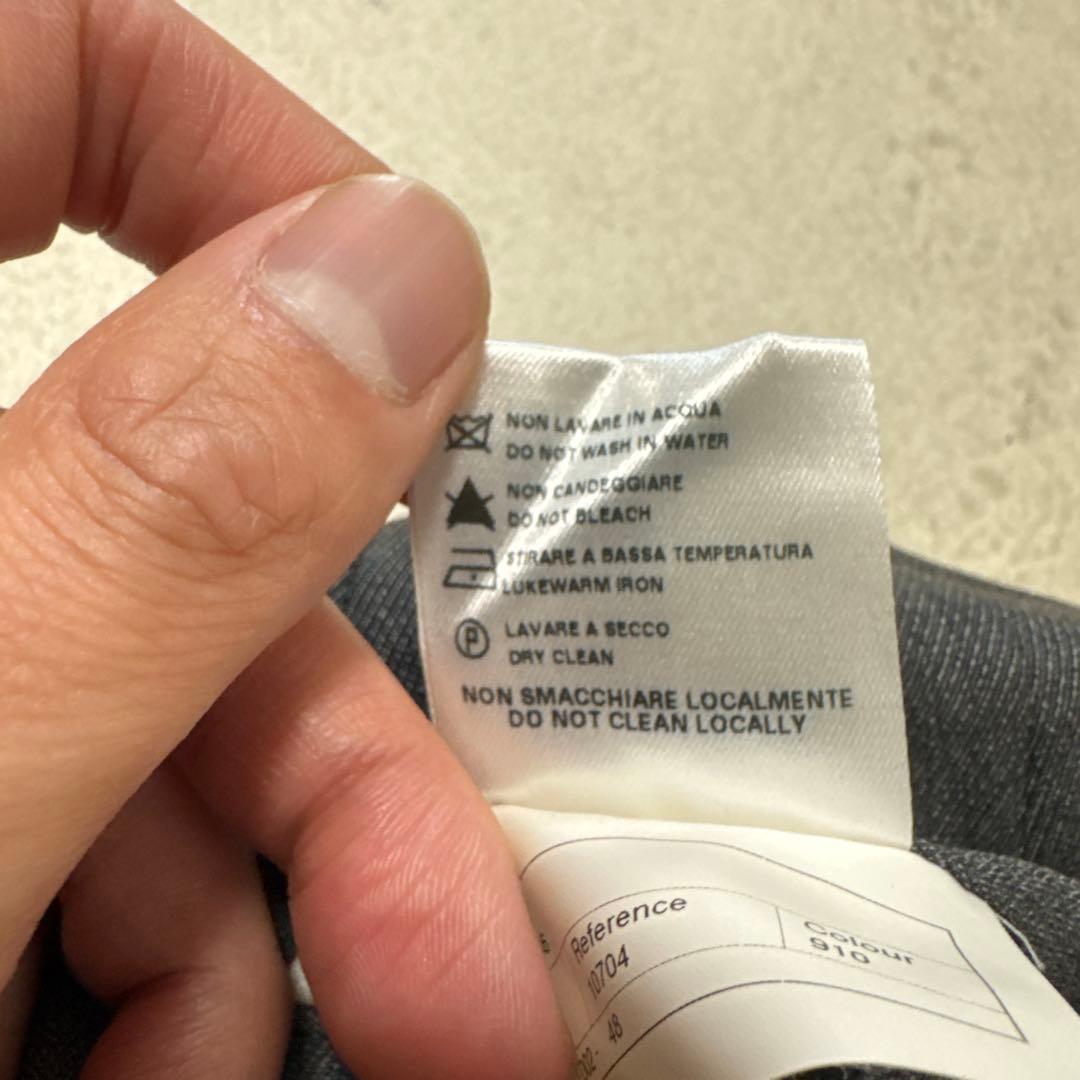 NON LAVARE IN ACQUA
DO NOT WASH IN WATER
NON CANDEGGIARE
DO NOT BLEACH
STIRARE A BASSA TEMPERATURA
LUKEWARM IRON
P
LAVARE A SECCO
DRY CLEAN
NON SMACCHIARE LOCALMENTE
DO NOT CLEAN LOCALLY
Reference Colour
10704 910
48